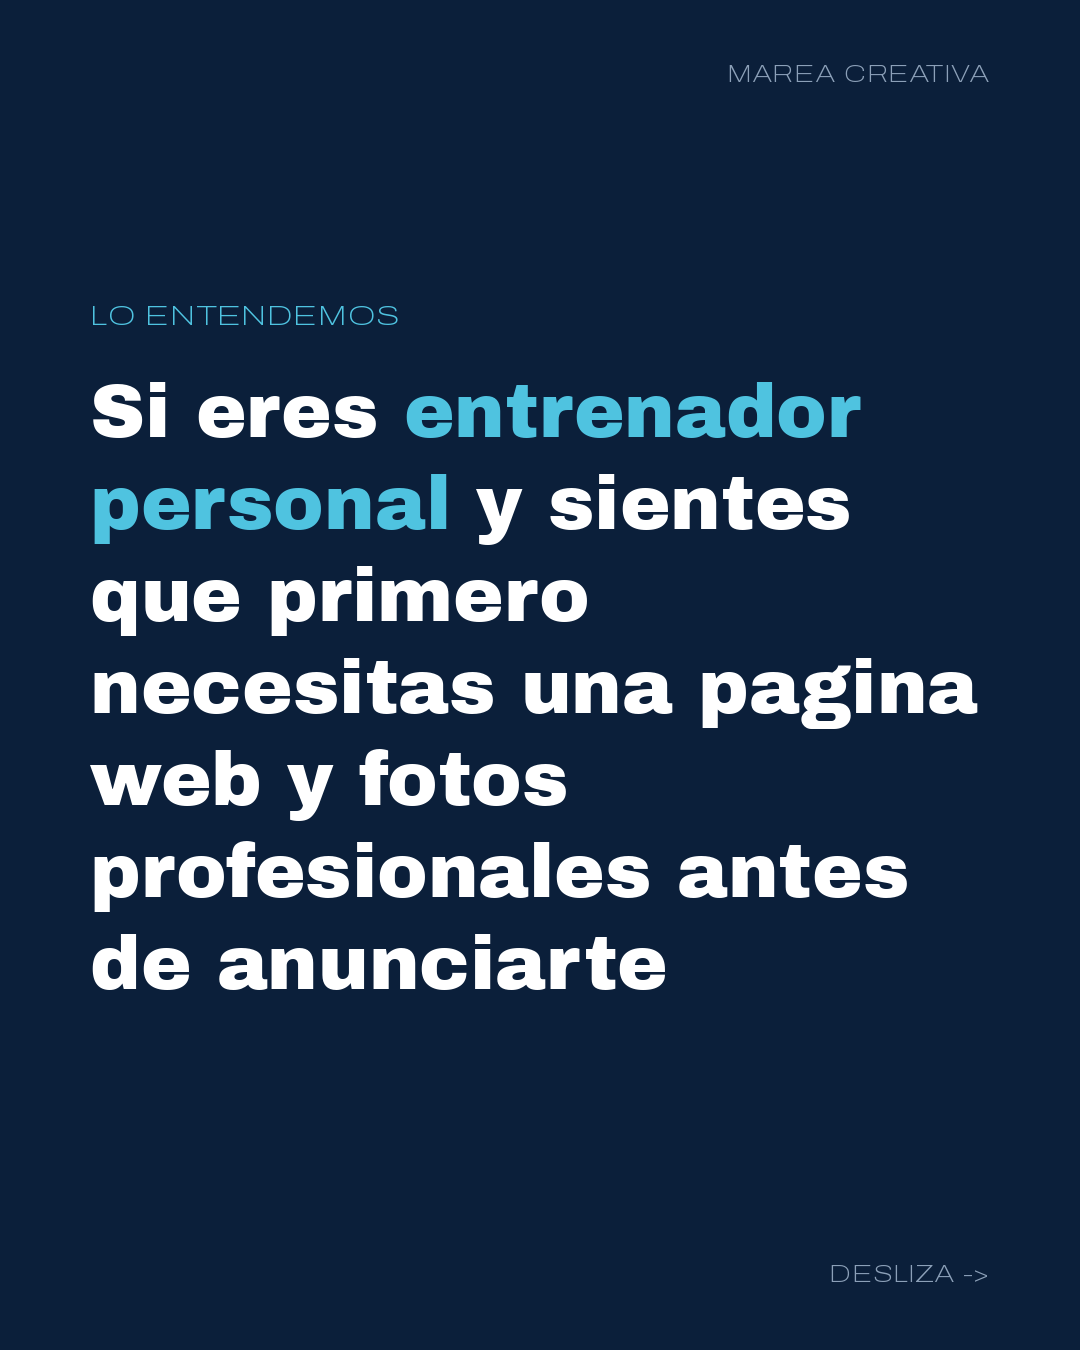 MAREA CREATIVA
LO ENTENDEMOS
Si eres entrenador
personal y sientes
que primero
necesitas una pagina
web y fotos
profesionales antes
de anunciarte
DESLIZA ->